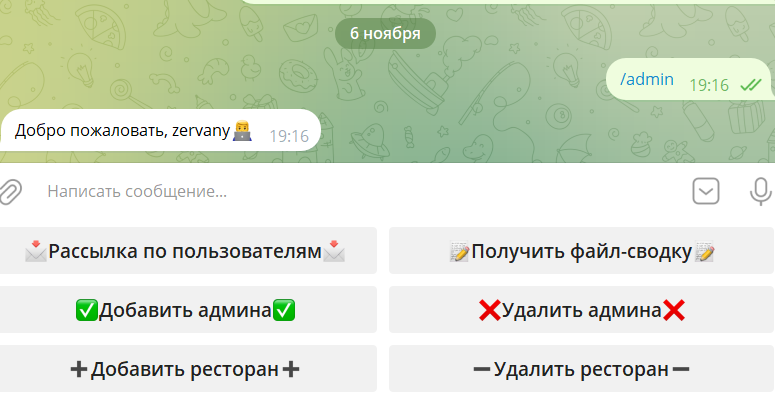 6 ноября
/admin 19:16
Добро пожаловать, zervany👨‍💻 19:16
Написать сообщение...
📩Рассылка по пользователям📩
📝Получить файл-сводку📝
✅Добавить админа✅
❌Удалить админа❌
➕Добавить ресторан➕
➖Удалить ресторан➖